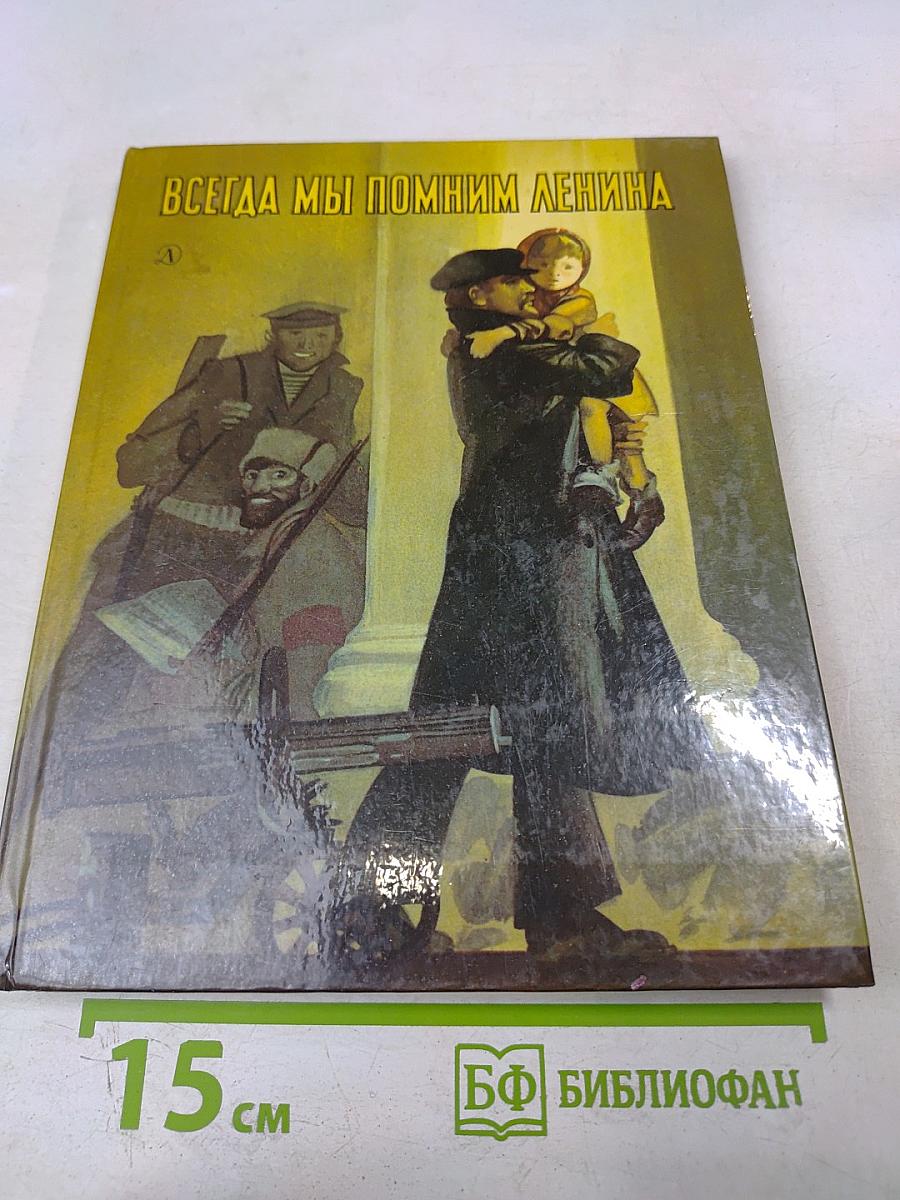 ВСЕГДА МЫ ПОМНИМ ЛЕНИНА
Л
15 см
БФ БИБЛИОФАН